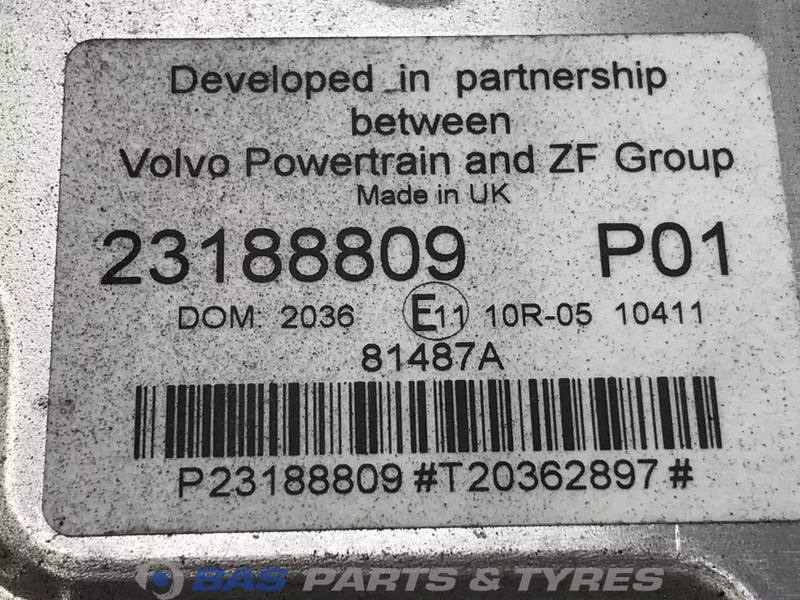 Developed in partnership
between
Volvo Powertrain and ZF Group
Made in UK
23188809 P01
DOM: 2036 E11 10R-05 10411
81487A
P23188809#T20362897#
BAS PARTS & TYRES